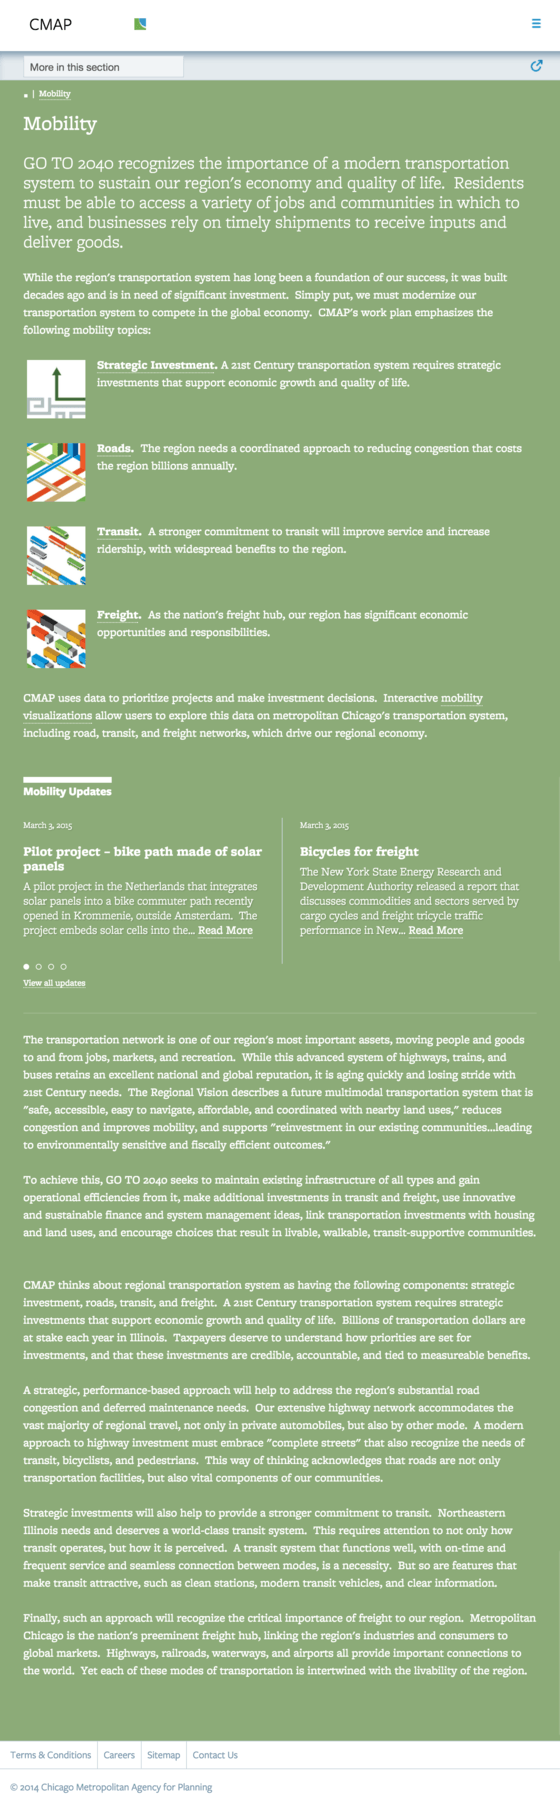 CMAP
More in this section
| Mobility
Mobility
GO TO 2040 recognizes the importance of a modern transportation
system to sustain our region's economy and quality of life. Residents
must be able to access a variety of jobs and communities in which to
live, and businesses rely on timely shipments to receive inputs and
deliver goods.
While the region's transportation system has long been a foundation of our success, it was built
decades ago and is in need of significant investment. Simply put, we must modernize our
transportation system to compete in the global economy. CMAP's work plan emphasizes the
following mobility topics:
Strategic Investment. A 21st Century transportation system requires strategic
investments that support economic growth and quality of life.
Roads. The region needs a coordinated approach to reducing congestion that costs
the region billions annually.
Transit. A stronger commitment to transit will improve service and increase
ridership, with widespread benefits to the region.
Freight. As the nation's freight hub, our region has significant economic
opportunities and responsibilities.
CMAP uses data to prioritize projects and make investment decisions. Interactive mobility
visualizations allow users to explore this data on metropolitan Chicago's transportation system,
including road, transit, and freight networks, which drive our regional economy.
Mobility Updates
March 3, 2015
Pilot project – bike path made of solar
panels
A pilot project in the Netherlands that integrates
solar panels into a bike commuter path recently
opened in Krommenie, outside Amsterdam. The
project embeds solar cells into the... Read More
March 3, 2015
Bicycles for freight
The New York State Energy Research and
Development Authority released a report that
discusses commodities and sectors served by
cargo cycles and freight tricycle traffic
performance in New... Read More
View all updates
The transportation network is one of our region's most important assets, moving people and goods
to and from jobs, markets, and recreation. While this advanced system of highways, trains, and
buses retains an excellent national and global reputation, it is aging quickly and losing stride with
21st Century needs. The Regional Vision describes a future multimodal transportation system that is
"safe, accessible, easy to navigate, affordable, and coordinated with nearby land uses," reduces
congestion and improves mobility, and supports "reinvestment in our existing communities...leading
to environmentally sensitive and fiscally efficient outcomes."
To achieve this, GO TO 2040 seeks to maintain existing infrastructure of all types and gain
operational efficiencies from it, make additional investments in transit and freight, use innovative
and sustainable finance and system management ideas, link transportation investments with housing
and land uses, and encourage choices that result in livable, walkable, transit-supportive communities.
CMAP thinks about regional transportation system as having the following components: strategic
investment, roads, transit, and freight. A 21st Century transportation system requires strategic
investments that support economic growth and quality of life. Billions of transportation dollars are
at stake each year in Illinois. Taxpayers deserve to understand how priorities are set for
investments, and that these investments are credible, accountable, and tied to measureable benefits.
A strategic, performance-based approach will help to address the region's substantial road
congestion and deferred maintenance needs. Our extensive highway network accommodates the
vast majority of regional travel, not only in private automobiles, but also by other mode. A modern
approach to highway investment must embrace "complete streets" that also recognize the needs of
transit, bicyclists, and pedestrians. This way of thinking acknowledges that roads are not only
transportation facilities, but also vital components of our communities.
Strategic investments will also help to provide a stronger commitment to transit. Northeastern
Illinois needs and deserves a world-class transit system. This requires attention to not only how
transit operates, but how it is perceived. A transit system that functions well, with on-time and
frequent service and seamless connection between modes, is a necessity. But so are features that
make transit attractive, such as clean stations, modern transit vehicles, and clear information.
Finally, such an approach will recognize the critical importance of freight to our region. Metropolitan
Chicago is the nation's preeminent freight hub, linking the region's industries and consumers to
global markets. Highways, railroads, waterways, and airports all provide important connections to
the world. Yet each of these modes of transportation is intertwined with the livability of the region.
Terms & Conditions Careers Sitemap Contact Us
© 2014 Chicago Metropolitan Agency for Planning